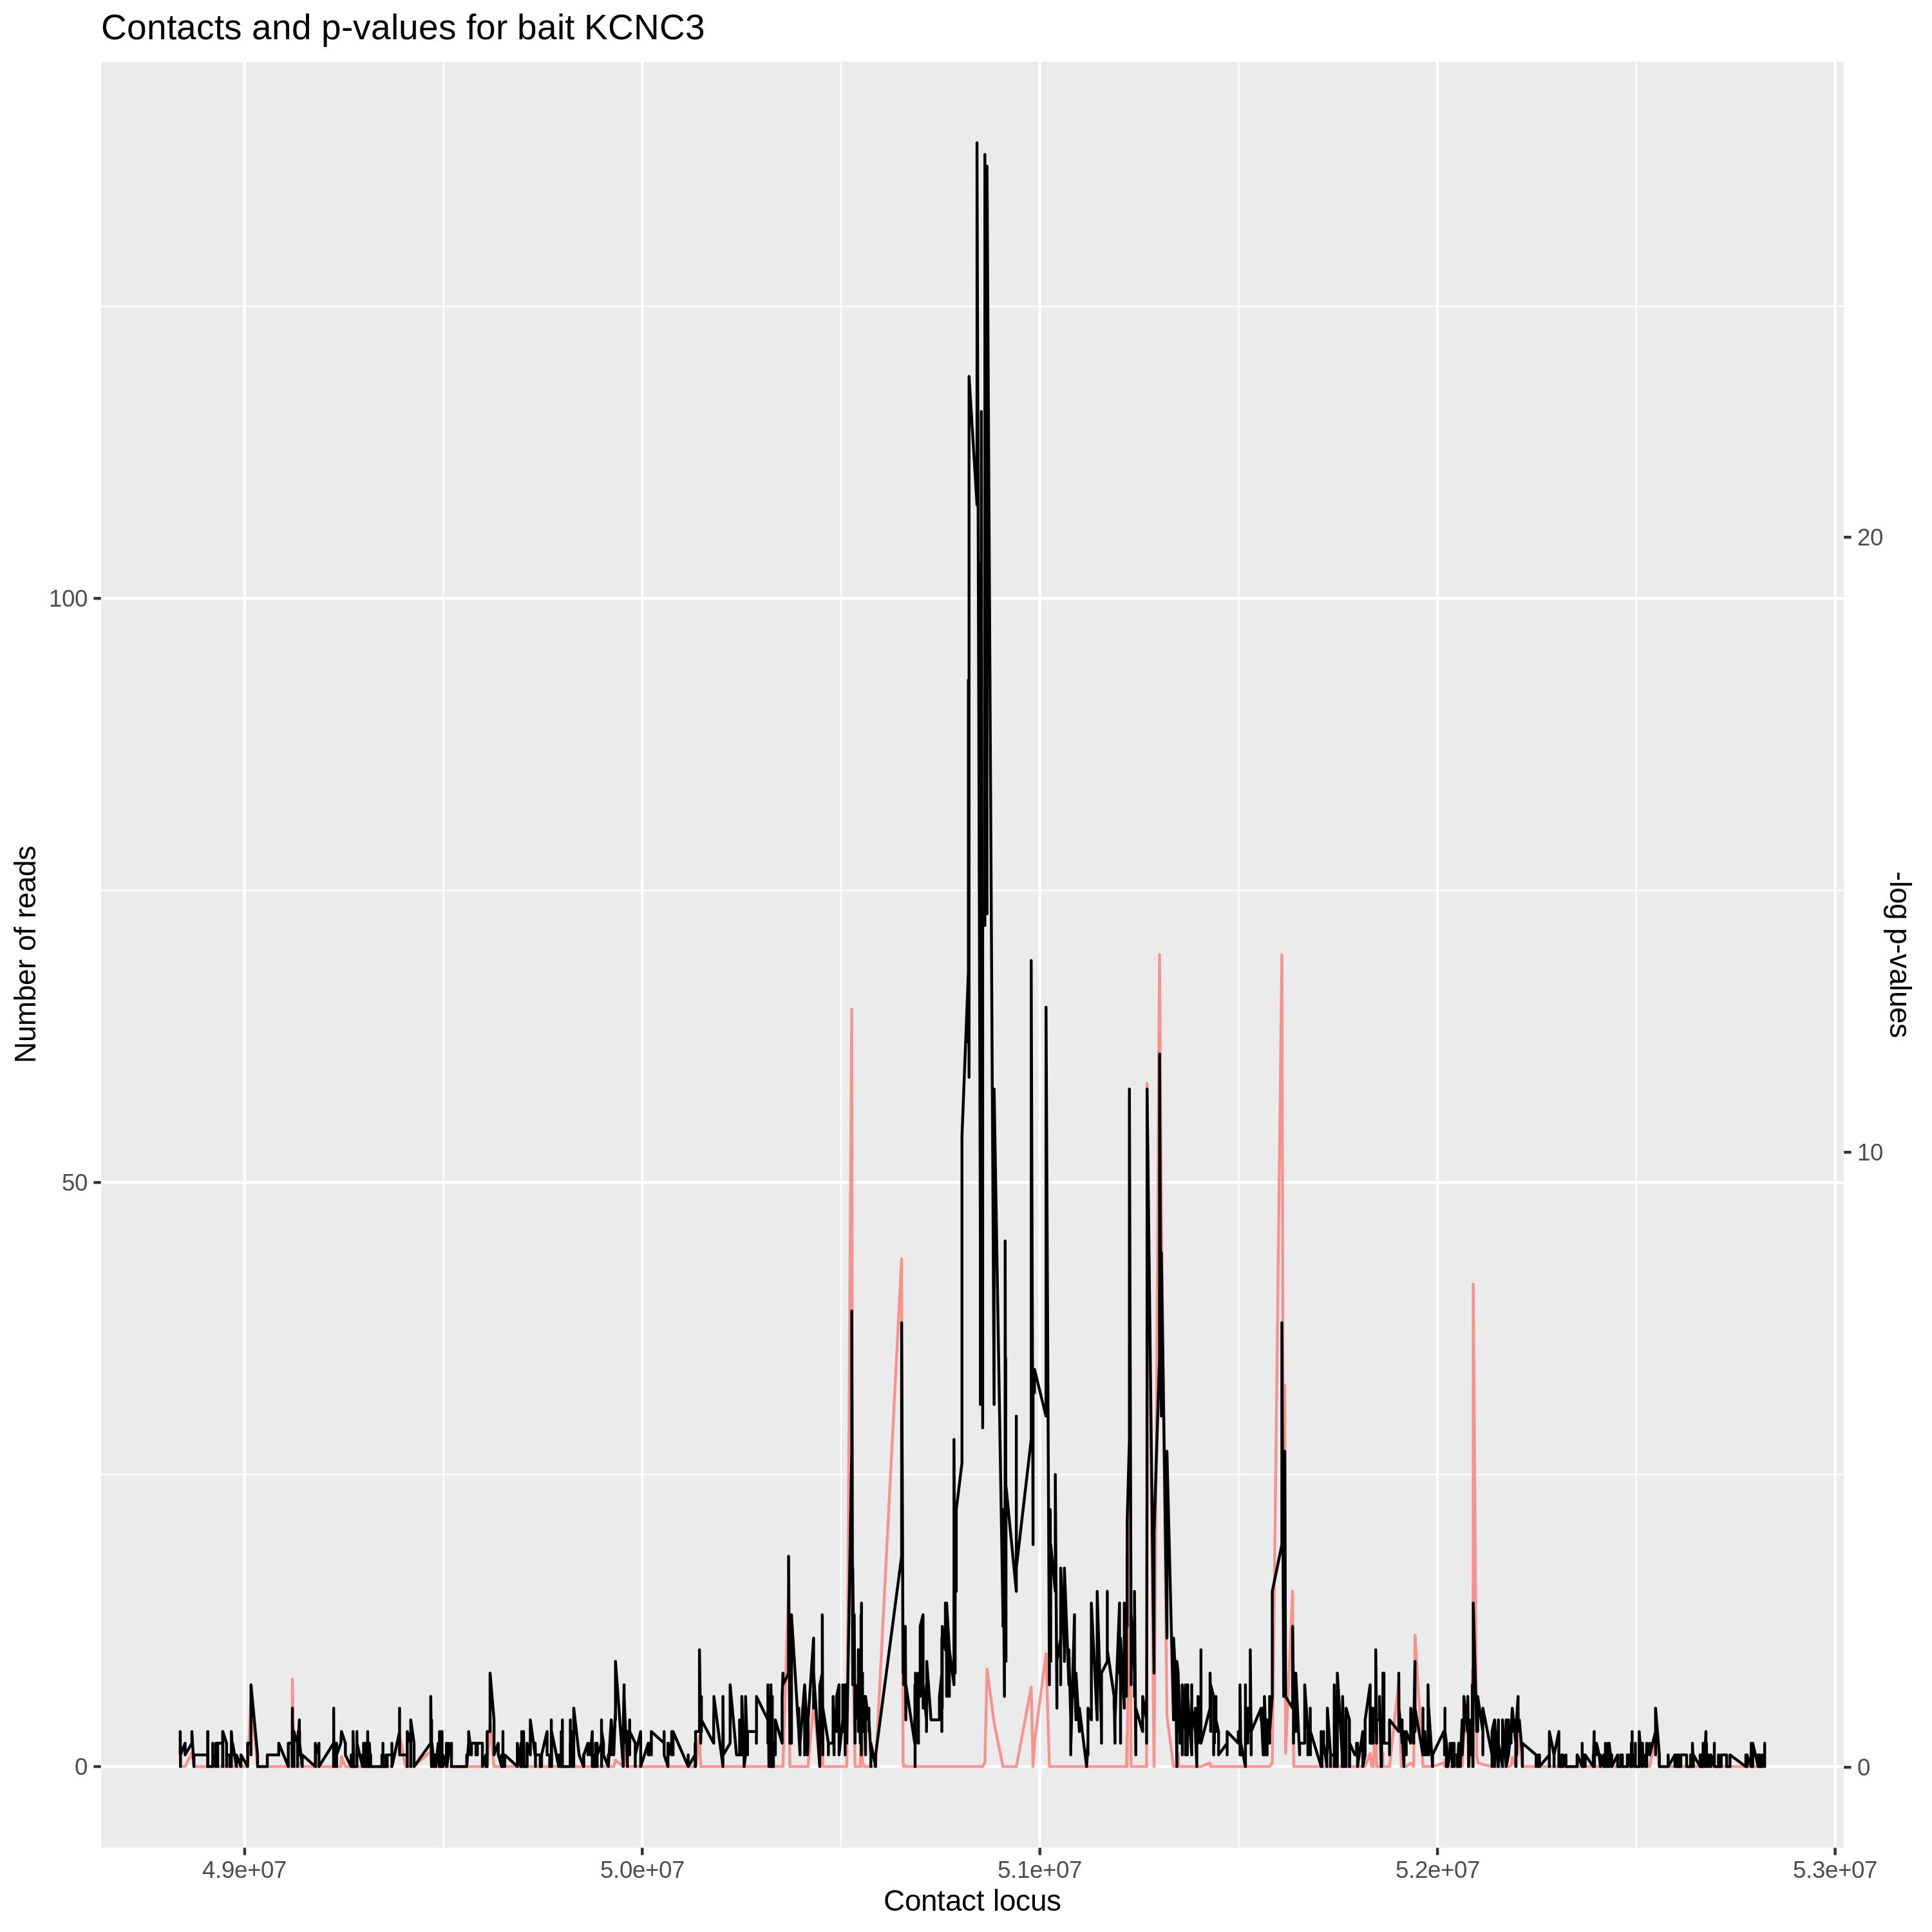 Contacts and p-values for bait KCNC3
Number of reads
100
50
0
20
10
0
-log p-values
4.9e+07
5.0e+07
5.1e+07
5.2e+07
5.3e+07
Contact locus